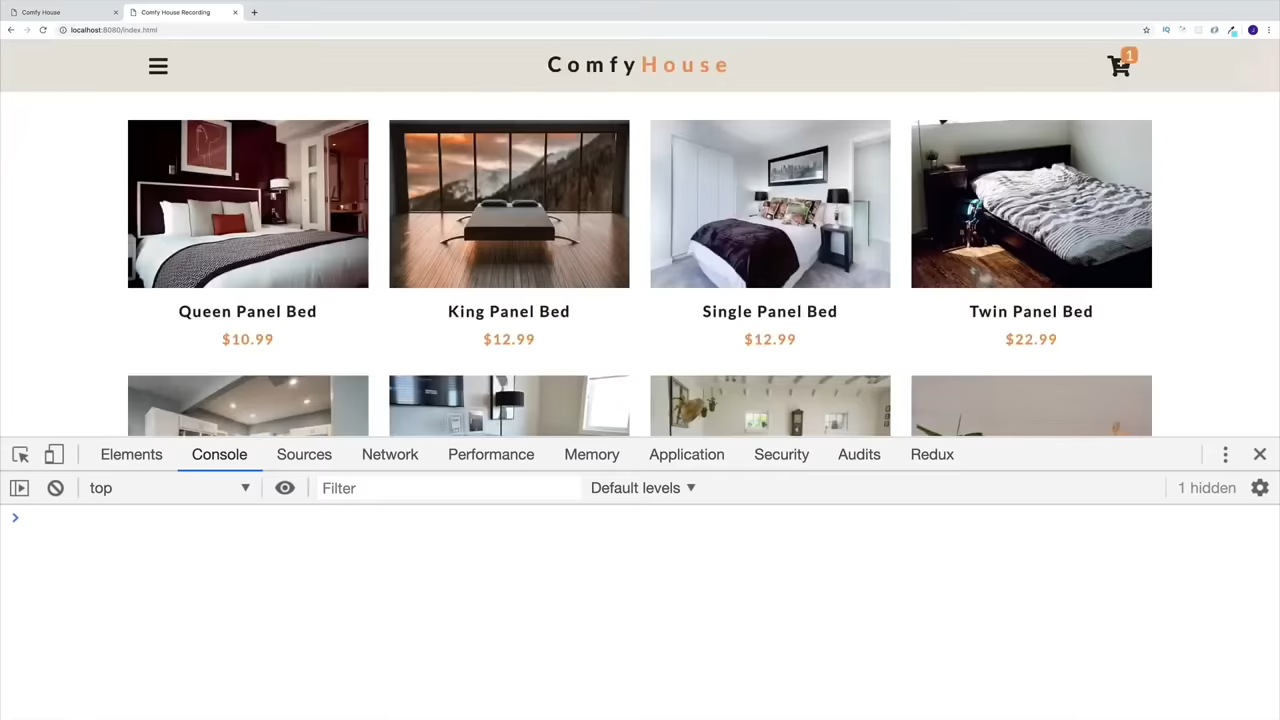 Comfy House
Comfy House Recording
localhost:8080/index.html
IQ
J
ComfyHouse
1
Queen Panel Bed
King Panel Bed
Single Panel Bed
Twin Panel Bed
$10.99
$12.99
$12.99
$22.99
Elements Console Sources Network Performance Memory Application Security Audits Redux
top Filter Default levels 1 hidden